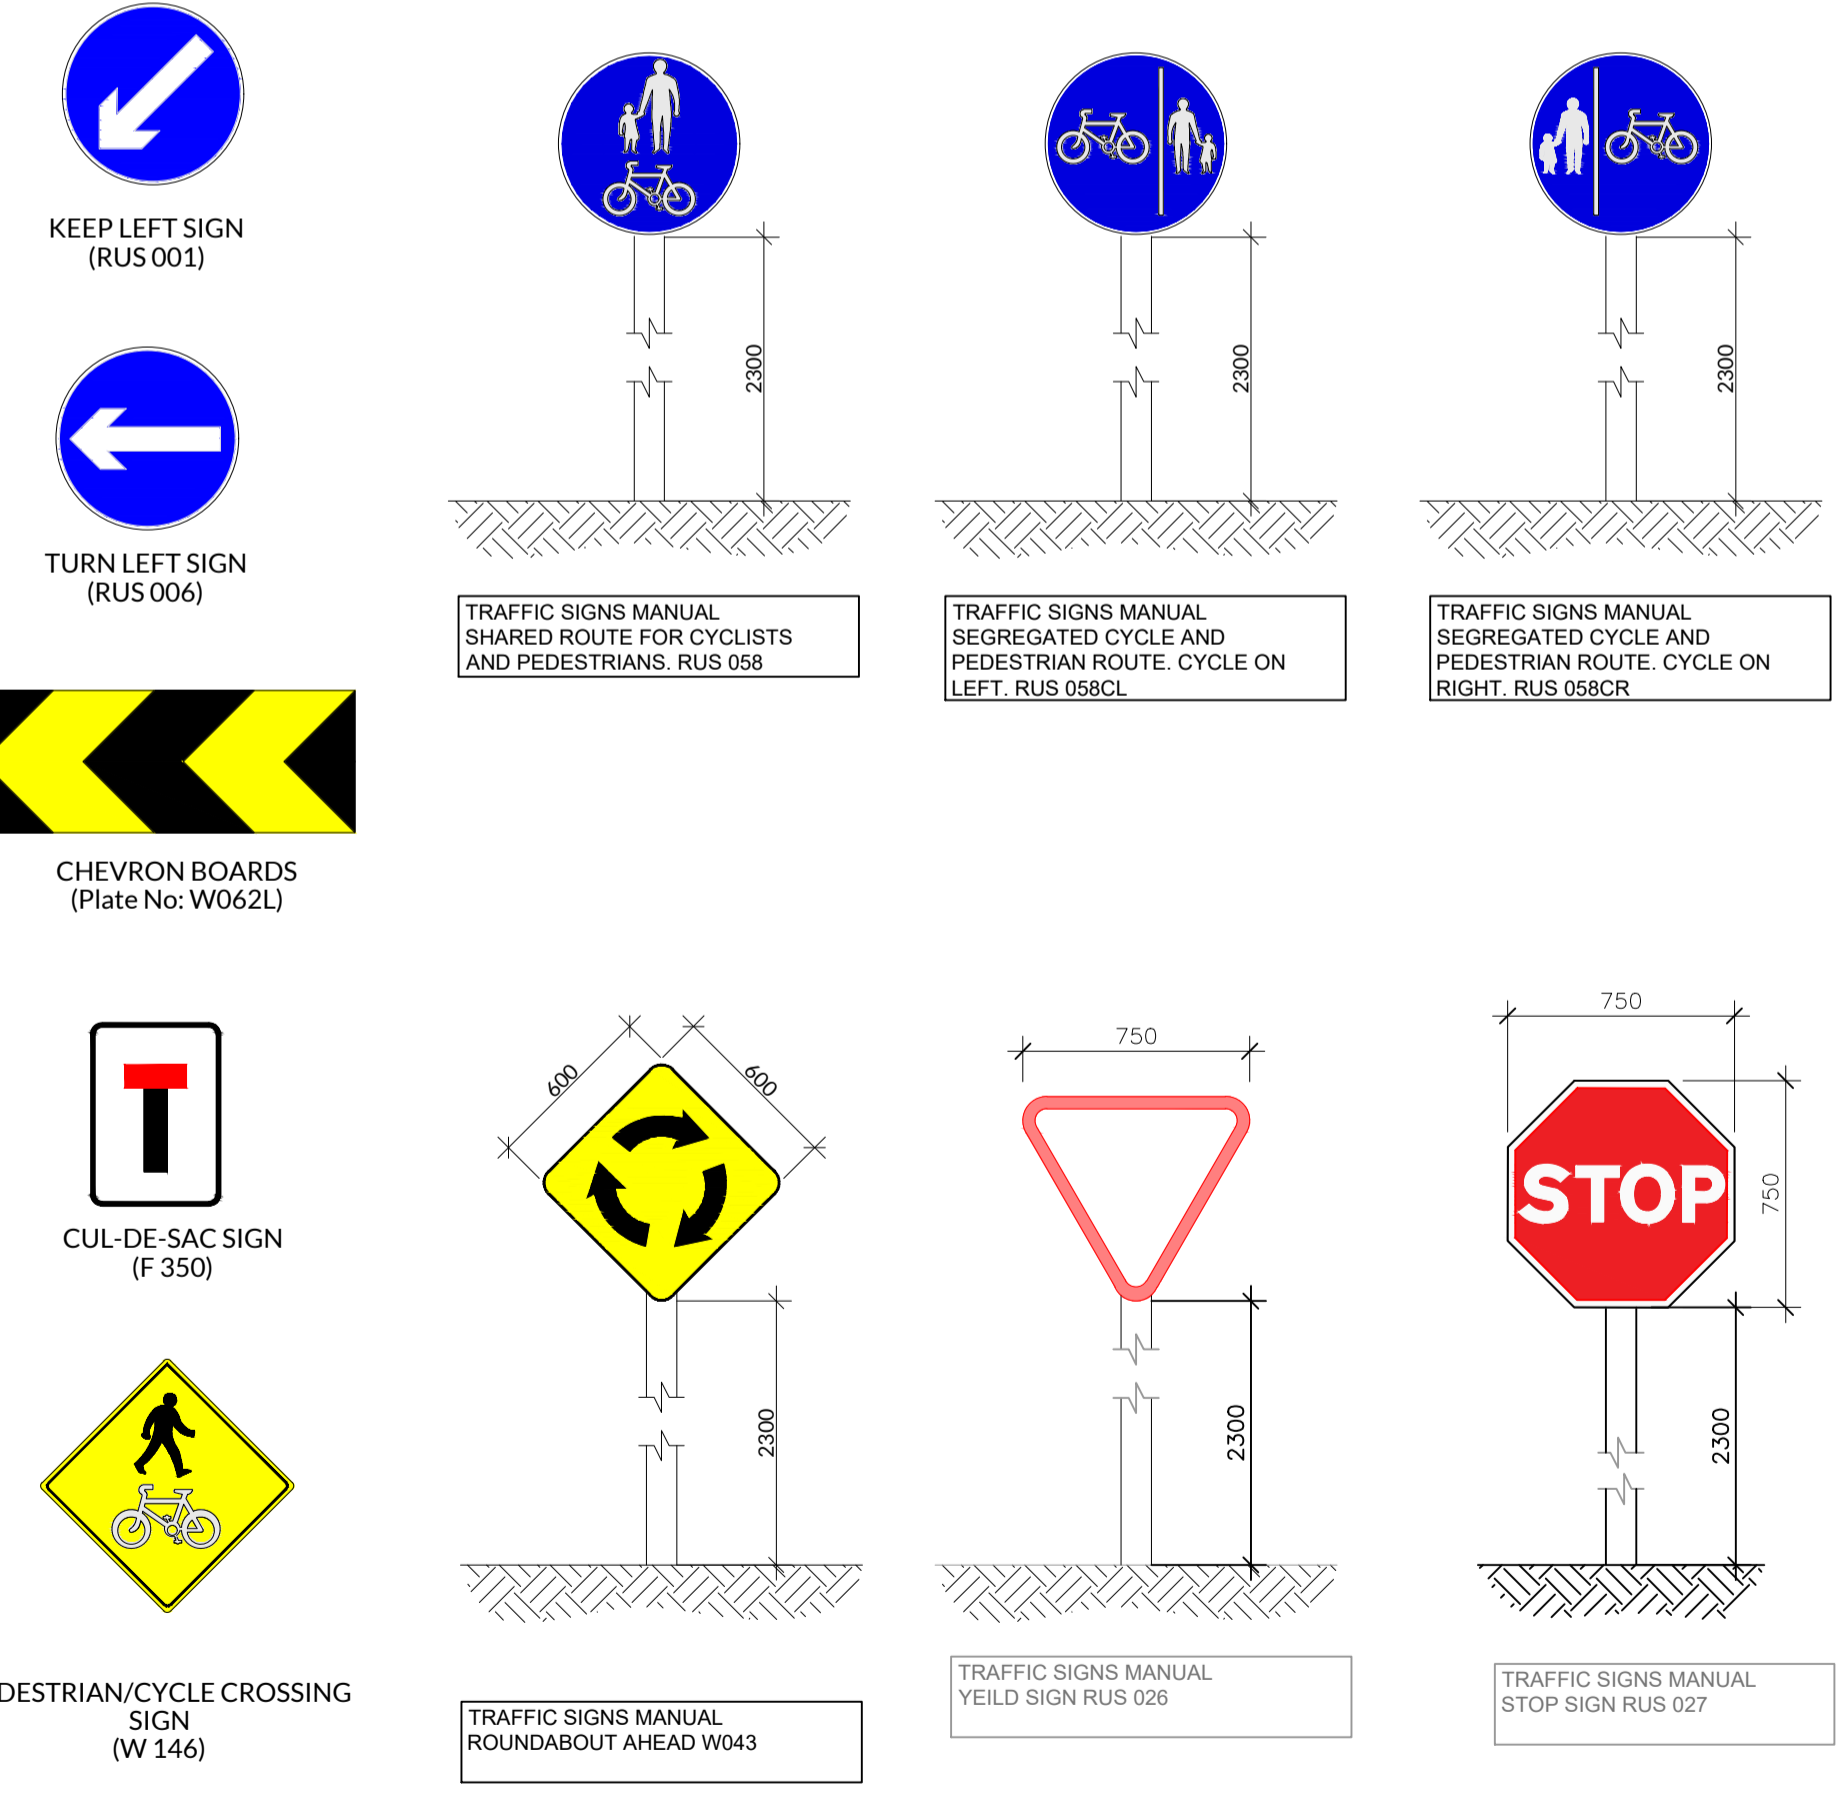 KEEP LEFT SIGN
(RUS 001)
TURN LEFT SIGN
(RUS 006)
CHEVRON BOARDS
(Plate No: W062L)
2300
TRAFFIC SIGNS MANUAL
SHARED ROUTE FOR CYCLISTS
AND PEDESTRIANS. RUS 058
2300
TRAFFIC SIGNS MANUAL
SEGREGATED CYCLE AND
PEDESTRIAN ROUTE. CYCLE ON
LEFT. RUS 058CL
2300
TRAFFIC SIGNS MANUAL
SEGREGATED CYCLE AND
PEDESTRIAN ROUTE. CYCLE ON
RIGHT. RUS 058CR
T
CUL-DE-SAC SIGN
(F 350)
DESTRIAN/CYCLE CROSSING
SIGN
(W 146)
600
600
2300
TRAFFIC SIGNS MANUAL
ROUNDABOUT AHEAD W043
750
2300
TRAFFIC SIGNS MANUAL
YEILD SIGN RUS 026
750
STOP
750
2300
TRAFFIC SIGNS MANUAL
STOP SIGN RUS 027